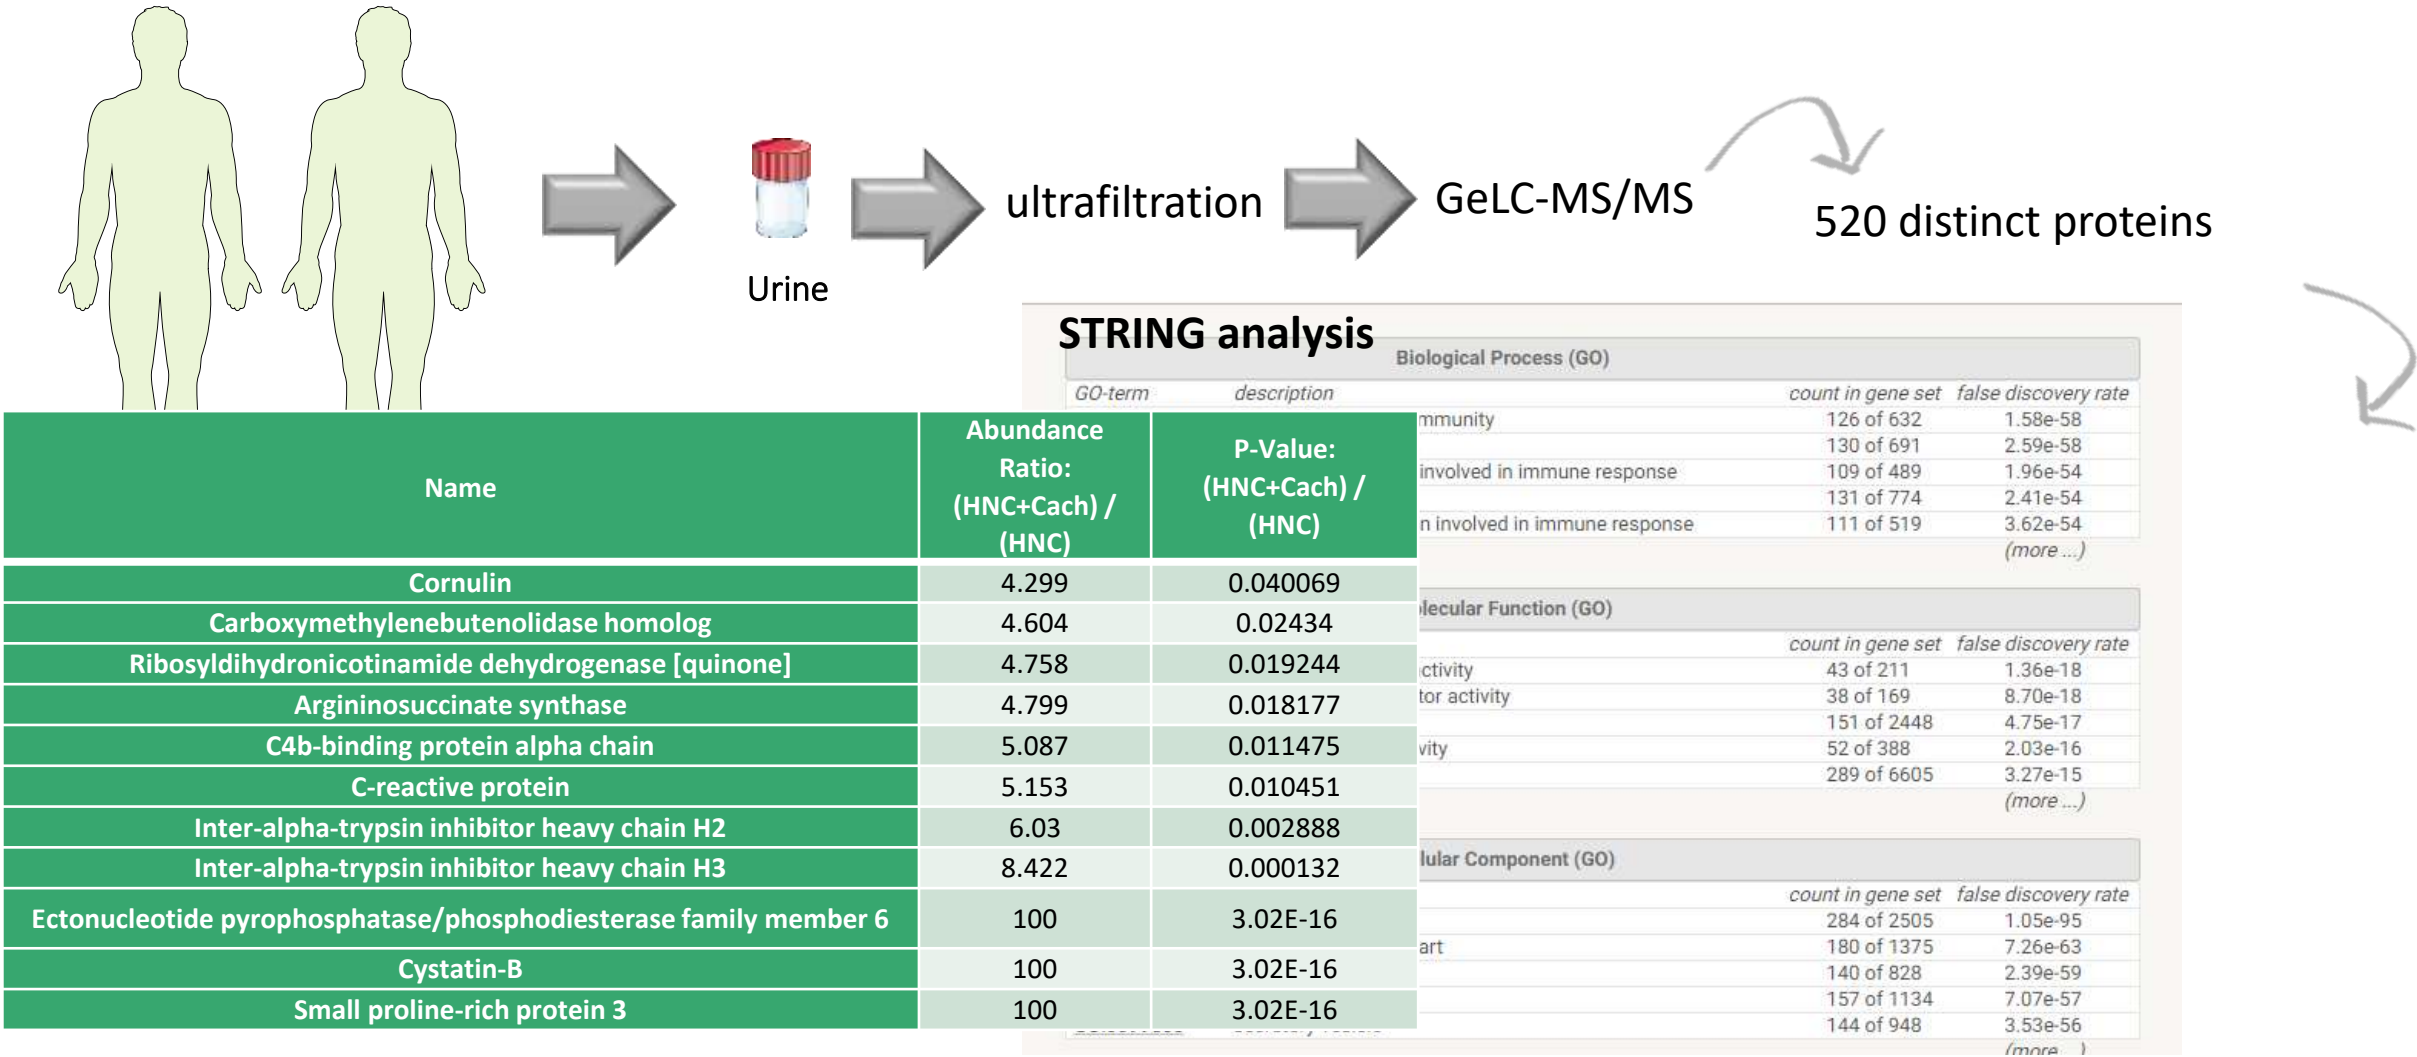 ultrafiltration
GeLC-MS/MS
520 distinct proteins
Urine
STRING analysis
Biological Process (GO)
GO-term description count in gene set false discovery rate
mmunity 126 of 632 1.58e-58
130 of 691 2.59e-58
involved in immune response 109 of 489 1.96e-54
131 of 774 2.41e-54
n involved in immune response 111 of 519 3.62e-54
(more ...)
lecular Function (GO)
count in gene set false discovery rate
ctivity 43 of 211 1.36e-18
tor activity 38 of 169 8.70e-18
151 of 2448 4.75e-17
vity 52 of 388 2.03e-16
289 of 6605 3.27e-15
(more ...)
lular Component (GO)
count in gene set false discovery rate
284 of 2505 1.05e-95
art 180 of 1375 7.26e-63
140 of 828 2.39e-59
157 of 1134 7.07e-57
144 of 948 3.53e-56
(more ...)
Name
Abundance
Ratio:
(HNC+Cach) /
(HNC)
P-Value:
(HNC+Cach) /
(HNC)
Cornulin 4.299 0.040069
Carboxymethylenebutenolidase homolog 4.604 0.02434
Ribosyldihydronicotinamide dehydrogenase [quinone] 4.758 0.019244
Argininosuccinate synthase 4.799 0.018177
C4b-binding protein alpha chain 5.087 0.011475
C-reactive protein 5.153 0.010451
Inter-alpha-trypsin inhibitor heavy chain H2 6.03 0.002888
Inter-alpha-trypsin inhibitor heavy chain H3 8.422 0.000132
Ectonucleotide pyrophosphatase/phosphodiesterase family member 6 100 3.02E-16
Cystatin-B 100 3.02E-16
Small proline-rich protein 3 100 3.02E-16